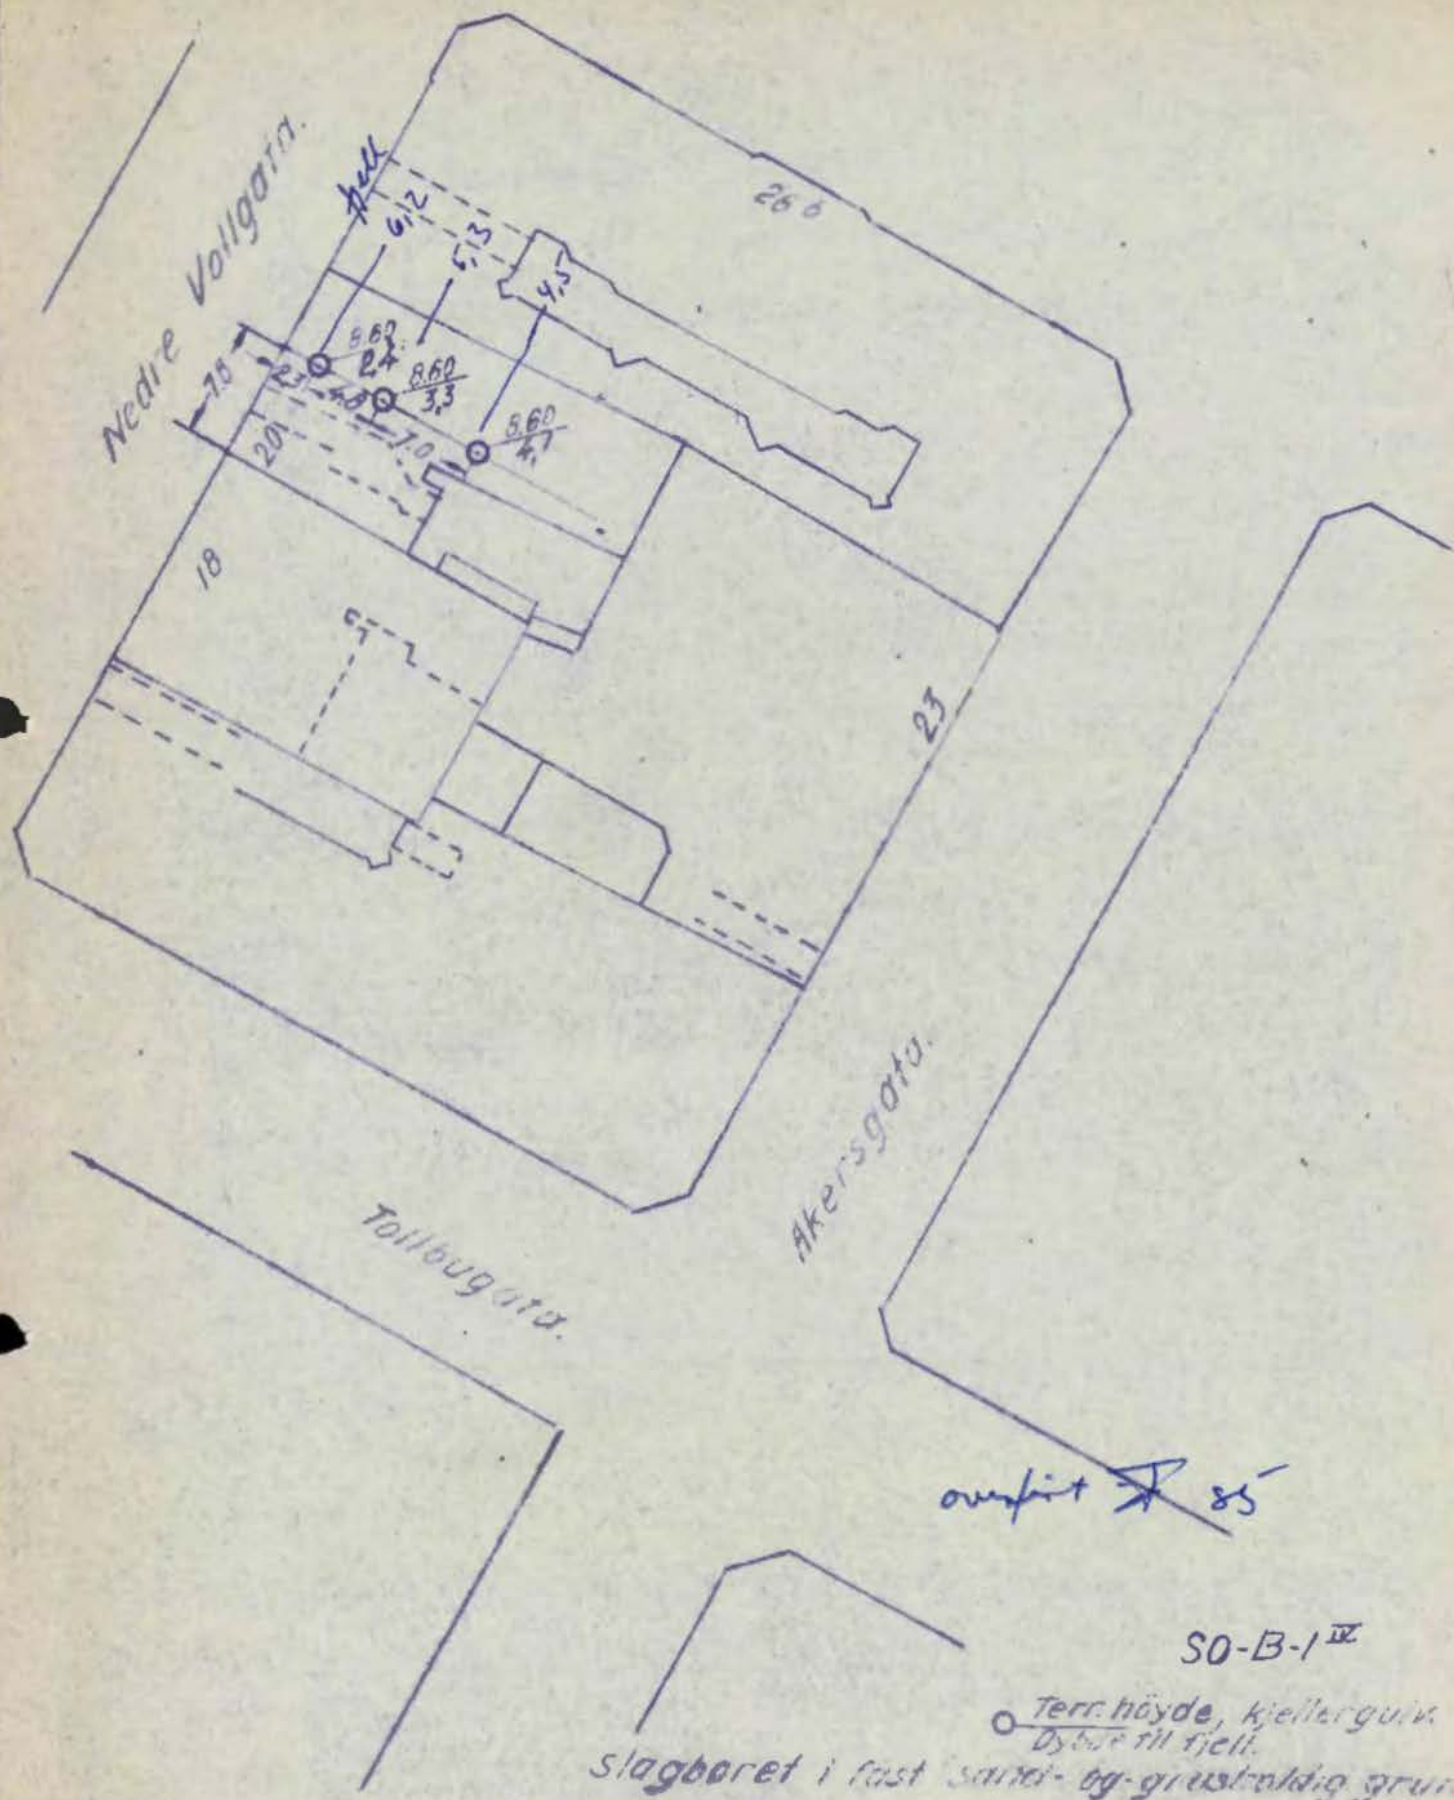 Nedre Vollgata.
fjell
6,2
5,3
4,5
26 b
8.60
2,4
8.60
3,3
8.60
4,1
7.8
2.3
4.8
7.0
20
18
23
Akersgata.
Tollbugata.
overført 85
SO-B-1 IV
Terr.höyde, kjellergulv.
Dybde til fjell.
slagboret i fast sand- og-grusholdig grun